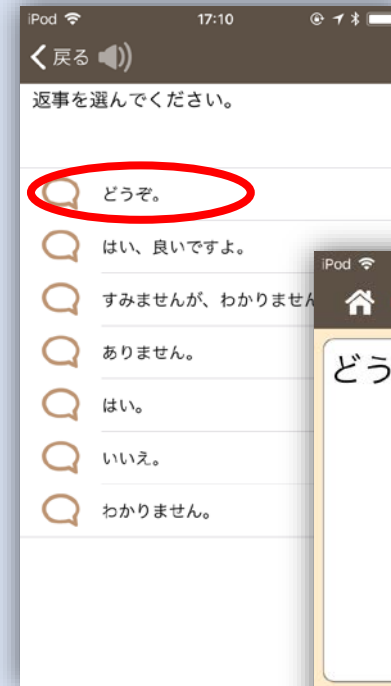 iPod 17:10
戻る
返事を選んでください。
どうぞ。
はい、良いですよ。
すみませんが、わかりません
ありません。
はい。
いいえ。
わかりません。
iPod
どう